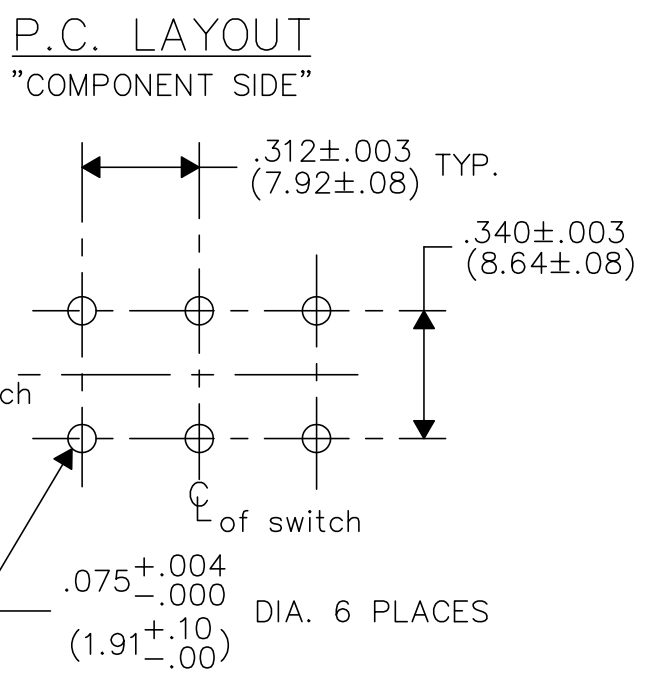 P.C. LAYOUT
"COMPONENT SIDE"
.312±.003 TYP.
(7.92±.08)
.340±.003
(8.64±.08)
ch
℄ of switch
.075+.004 -.000
(1.91+.10 -.00)
DIA. 6 PLACES